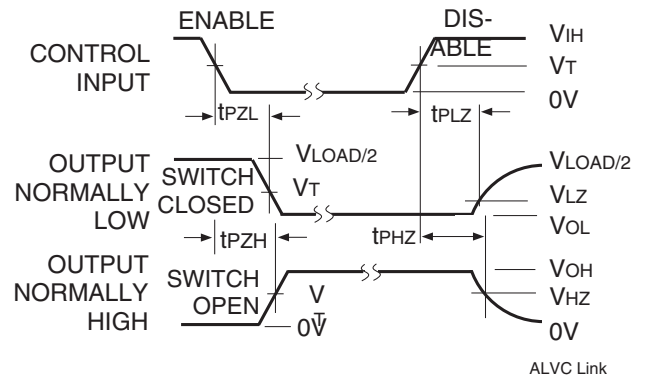 ENABLE
DIS-
ABLE
CONTROL
INPUT
VIH
VT
0V
tPZL
tPLZ
OUTPUT
NORMALLY
LOW
SWITCH
CLOSED
VLOAD/2
VT
VLOAD/2
VLZ
VOL
tPZH
tPHZ
OUTPUT
NORMALLY
HIGH
SWITCH
OPEN
VT
0V
VOH
VHZ
0V
ALVC Link